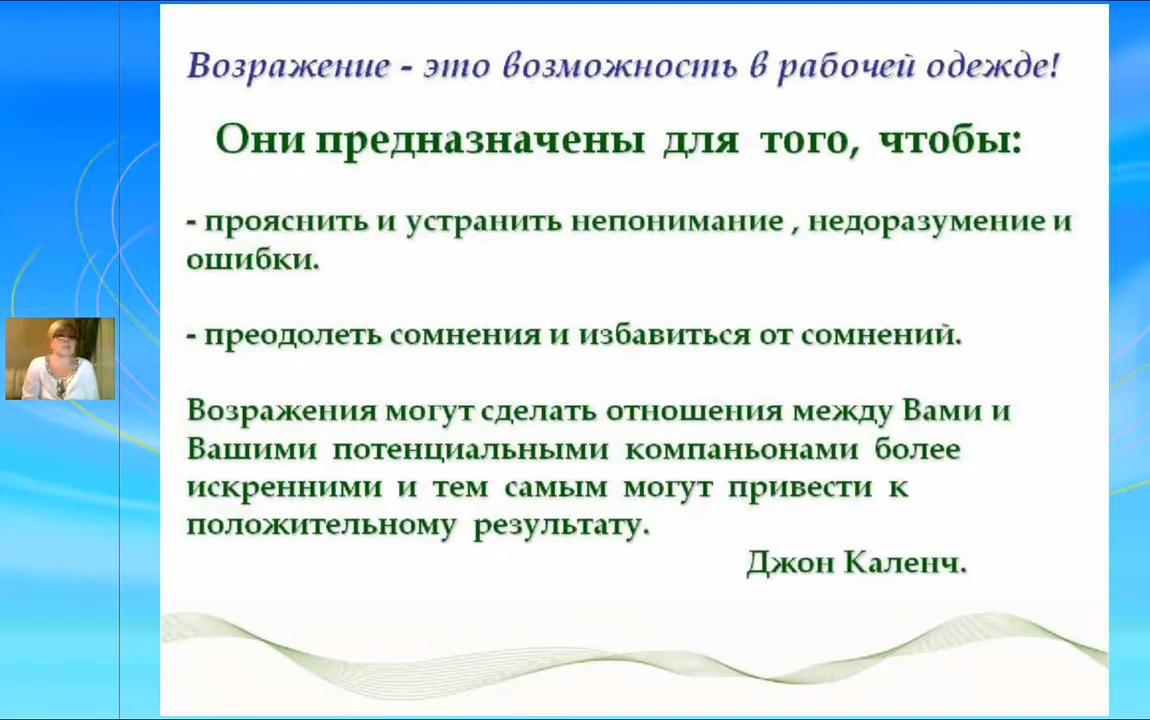 Возражение - это возможность в рабочей одежде!
Они предназначены для того, чтобы:
- прояснить и устранить непонимание , недоразумение и
ошибки.
- преодолеть сомнения и избавиться от сомнений.
Возражения могут сделать отношения между Вами и
Вашими потенциальными компаньонами более
искренними и тем самым могут привести к
положительному результату.
Джон Каленч.